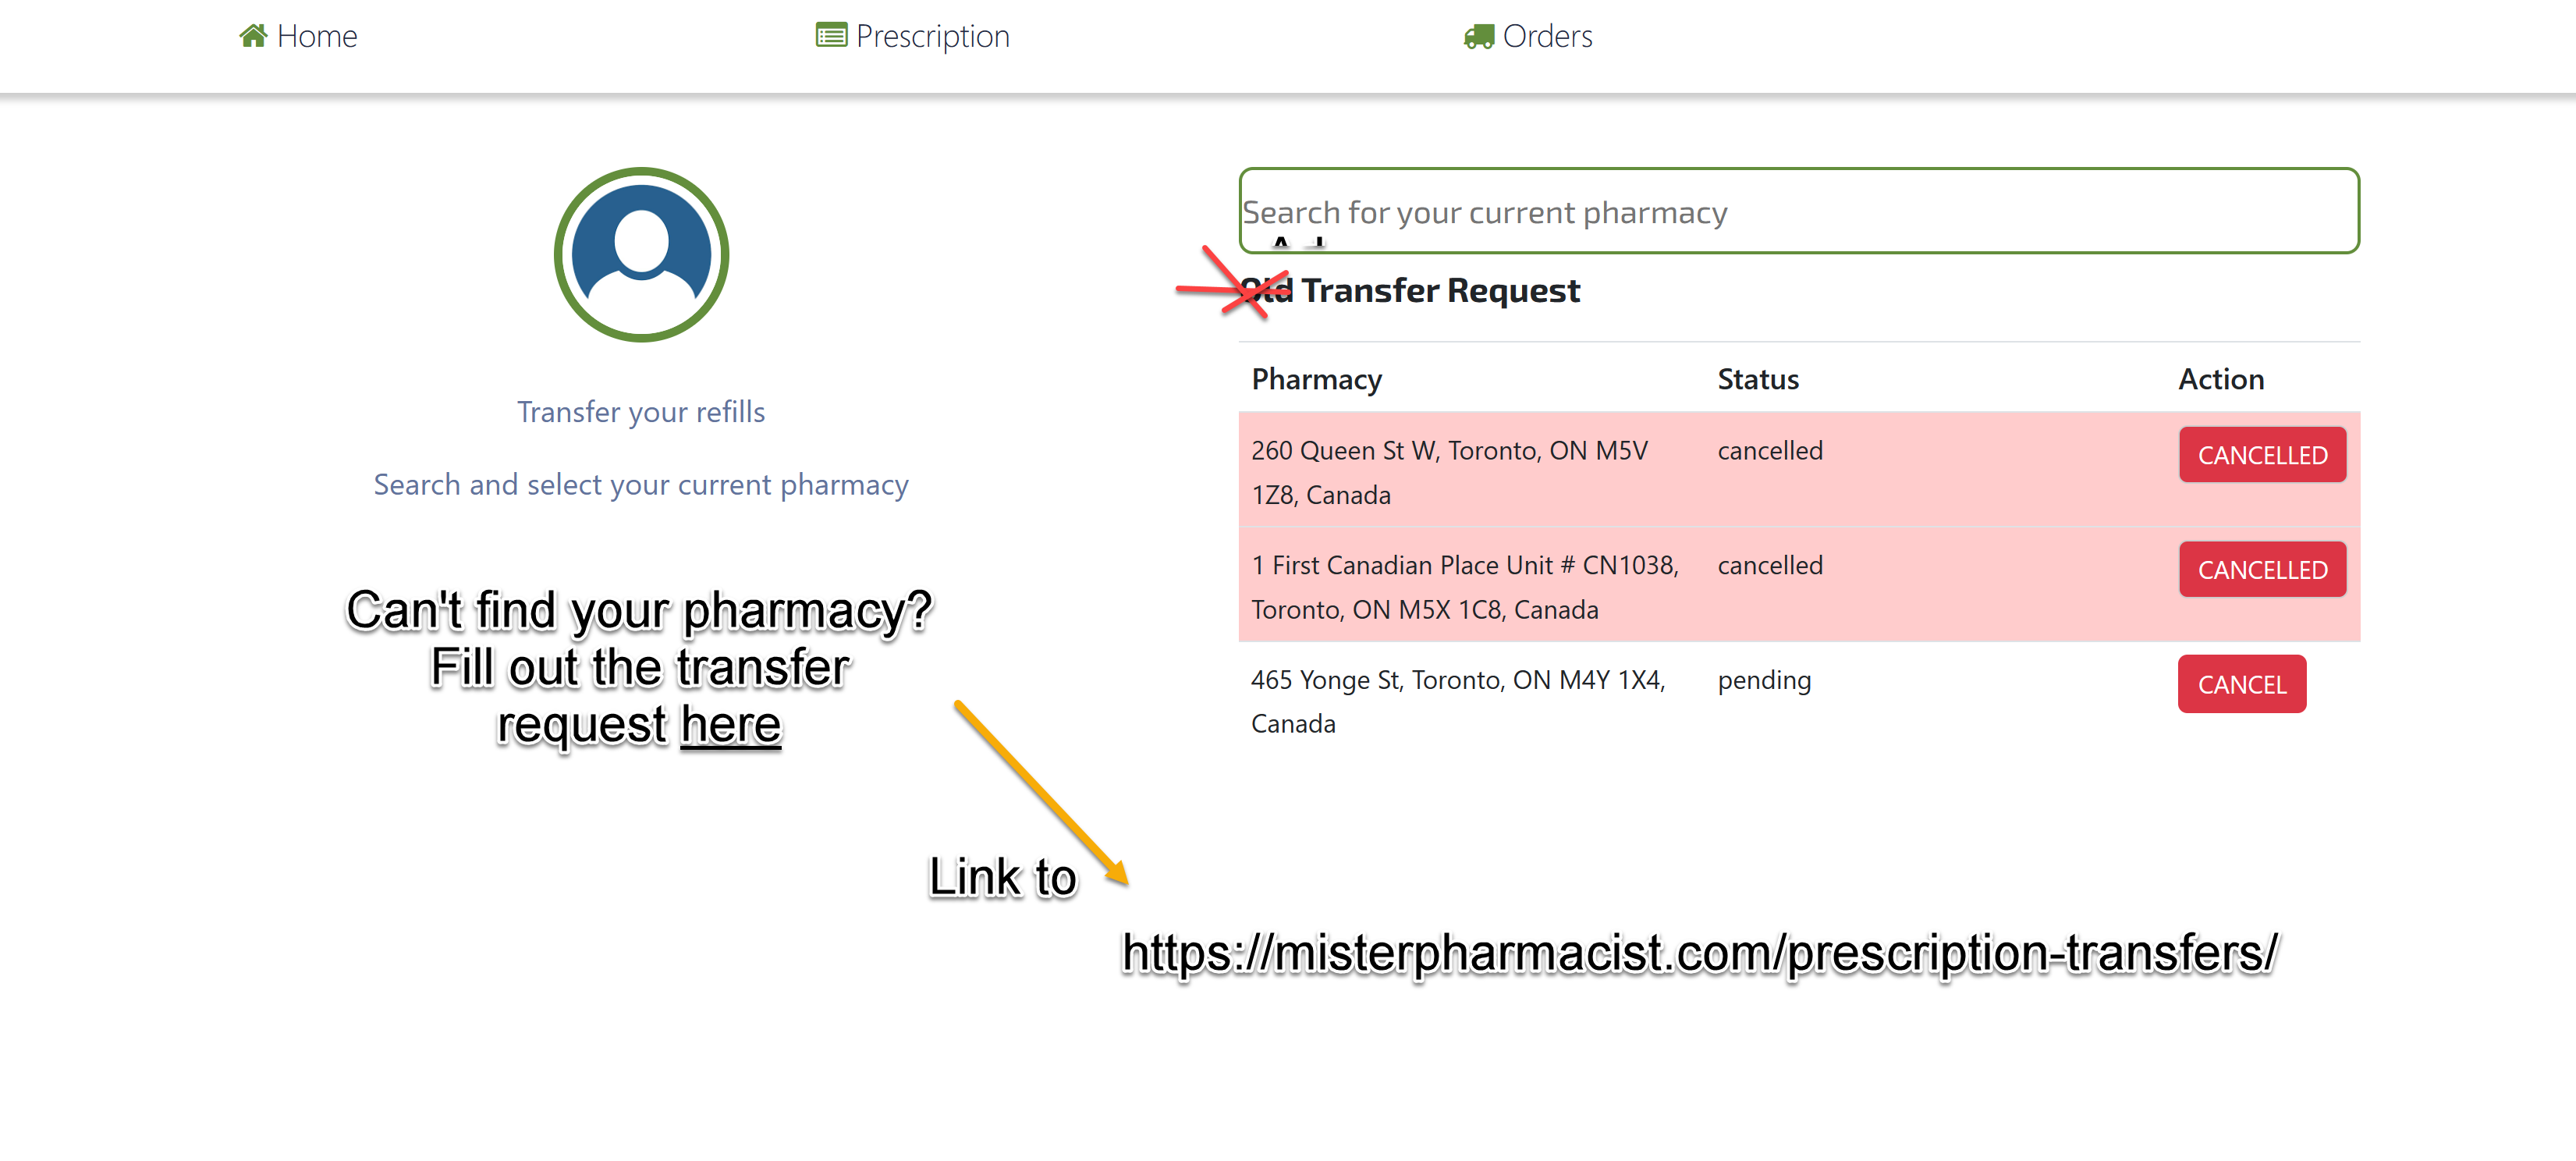 Home
Prescription
Orders
Search for your current pharmacy
Old Transfer Request
Transfer your refills
Search and select your current pharmacy
Can't find your pharmacy?
Fill out the transfer
request here
Pharmacy Status Action
260 Queen St W, Toronto, ON M5V
1Z8, Canada
cancelled
CANCELLED
1 First Canadian Place Unit # CN1038,
Toronto, ON M5X 1C8, Canada
cancelled
CANCELLED
465 Yonge St, Toronto, ON M4Y 1X4,
Canada
pending
CANCEL
Link to
https://misterpharmacist.com/prescription-transfers/